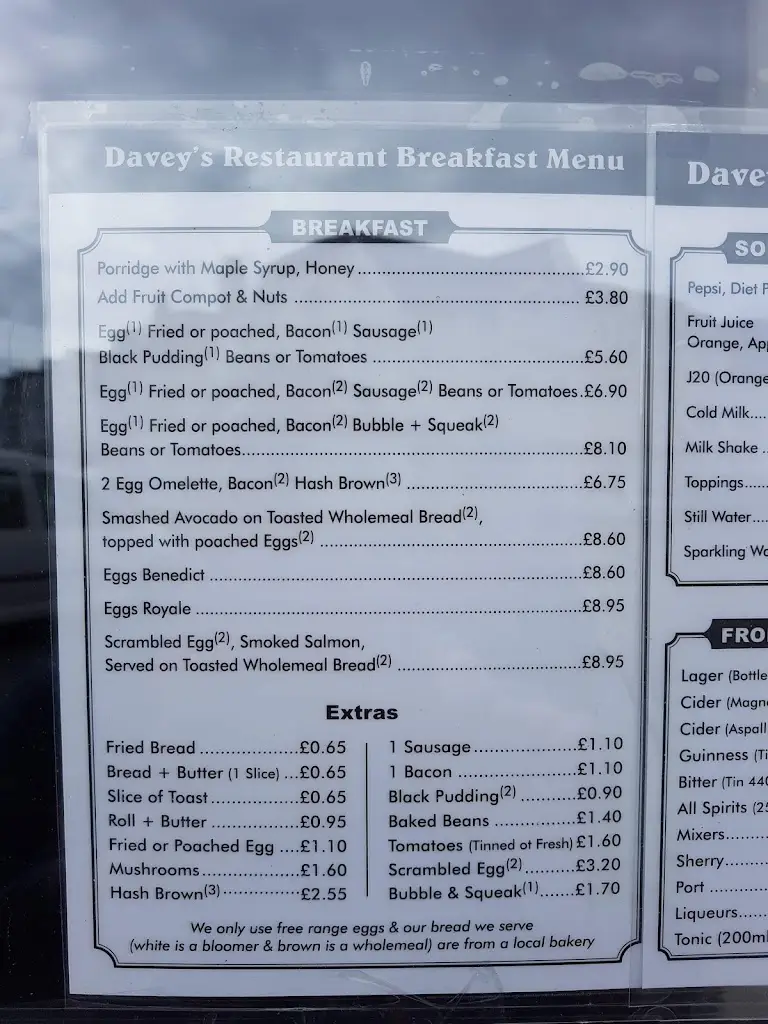 Davey's Restaurant Breakfast Menu
BREAKFAST
Porridge with Maple Syrup, Honey..........£2.90
Add Fruit Compot & Nuts .......... £3.80
Egg(1) Fried or poached, Bacon(1) Sausage(1)
Black Pudding(1) Beans or Tomatoes ..........£5.60
Egg(1) Fried or poached, Bacon(2) Sausage(2) Beans or Tomatoes.£6.90
Egg(1) Fried or poached, Bacon(2) Bubble + Squeak(2)
Beans or Tomatoes..........£8.10
2 Egg Omelette, Bacon(2) Hash Brown(3) ..........£6.75
Smashed Avocado on Toasted Wholemeal Bread(2),
topped with poached Eggs(2) ..........£8.60
Eggs Benedict ..........£8.60
Eggs Royale ..........£8.95
Scrambled Egg(2), Smoked Salmon,
Served on Toasted Wholemeal Bread(2) ..........£8.95
Extras
Fried Bread ..........£0.65
Bread + Butter (1 Slice) ...£0.65
Slice of Toast..........£0.65
Roll + Butter ..........£0.95
Fried or Poached Egg ....£1.10
Mushrooms..........£1.60
Hash Brown(3)..........£2.55
1 Sausage..........£1.10
1 Bacon ..........£1.10
Black Pudding(2) ..........£0.90
Baked Beans ..........£1.40
Tomatoes (Tinned ot Fresh) £1.60
Scrambled Egg(2)..........£3.20
Bubble & Squeak(1).......£1.70
We only use free range eggs & our bread we serve
(white is a bloomer & brown is a wholemeal) are from a local bakery
Dave
SO
Pepsi, Diet
Fruit Juice
Orange,
J20 (Orange
Cold Milk....
Milk Shake ..
Toppings.....
Still Water....
Sparkling
FRO
Lager (Bottle
Cider
Cider (Aspall
Guinness
Bitter (Tin
All Spirits
Mixers.......
Sherry.......
Port .........
Liqueurs.....
Tonic (200ml